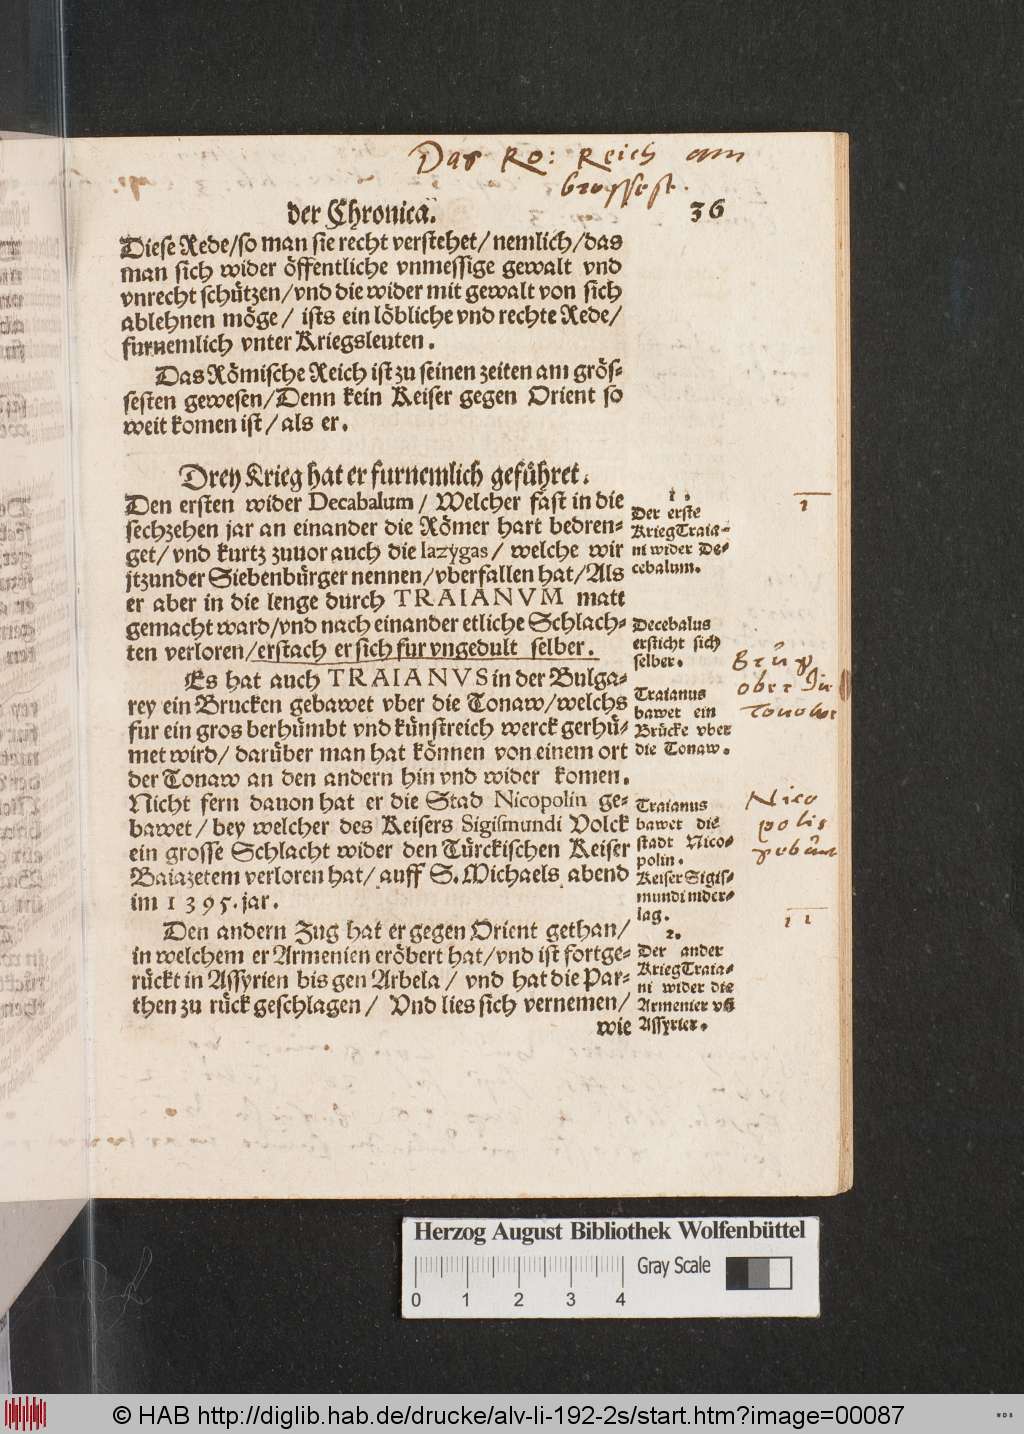 Das Ro: Reich am
grossest.
der Chronica.
36
Diese Rede/so man sie recht verstehet/nemlich/das
man sich wider öffentliche vnmessige gewalt vnd
vnrecht schützen/vnd die wider mit gewalt von sich
ablehnen möge/ ists ein löbliche vnd rechte Rede/
furnemlich vnter Kriegsleuten.
Das Römische Reich ist zu seinen zeiten am grös-
sesten gewesen/Denn kein Keiser gegen Orient so
weit komen ist/als er.
Drey Krieg hat er furnemlich geführet.
Den ersten wider Decabalum/ Welcher fast in die
sechzehen jar an einander die Römer hart bedren-
get/vnd kurtz zuuor auch die Iazygas/ welche wir
jtzunder Siebenbürger nennen/vberfallen hat/Als
er aber in die lenge durch TRAIANVM matt
gemacht ward/vnd nach einander etliche Schlach-
ten verloren/erstach er sich fur vngedult selber.
Es hat auch TRAIANVS in der Bulga-
rey ein Brucken gebawet vber die Tonaw/welchs
fur ein gros berhümbt vnd künstreich werck gerhü-
met wird/ darüber man hat können von einem ort
der Tonaw an den andern hin vnd wider komen.
Nicht fern dauon hat er die Stad Nicopolin ge-
bawet/ bey welcher des Keisers Sigismundi Volck
ein grosse Schlacht wider den Türckischen Keiser
Baiazetem verloren hat/auff S. Michaels abend
im 1395. jar.
Den andern Zug hat er gegen Orient gethan/
in welchem er Armenien eröbert hat/vnd ist fortge-
rückt in Assyrien bis gen Arbela/ vnd hat die Par-
then zu rück geschlagen/ Vnd lies sich vernemen/
wie
1.
Der erste
Krieg Traia-
ni wider De-
cebalum.
Decebalus
ersticht sich
selber.
Traianus
bawet ein
Brücke vber
die Tonaw.
Traianus
bawet die
stadt Nico-
polin.
Keiser Sigis-
mundi nider-
lag.
2.
Der ander
Krieg Traia-
ni wider die
Armenier vñ
Assyrier.
1
Brüg
ober die
Tonaw
Nico
polis
gebaut
11
Herzog August Bibliothek Wolfenbüttel
Gray Scale
0 1 2 3 4
© HAB http://diglib.hab.de/drucke/alv-li-192-2s/start.htm?image=00087